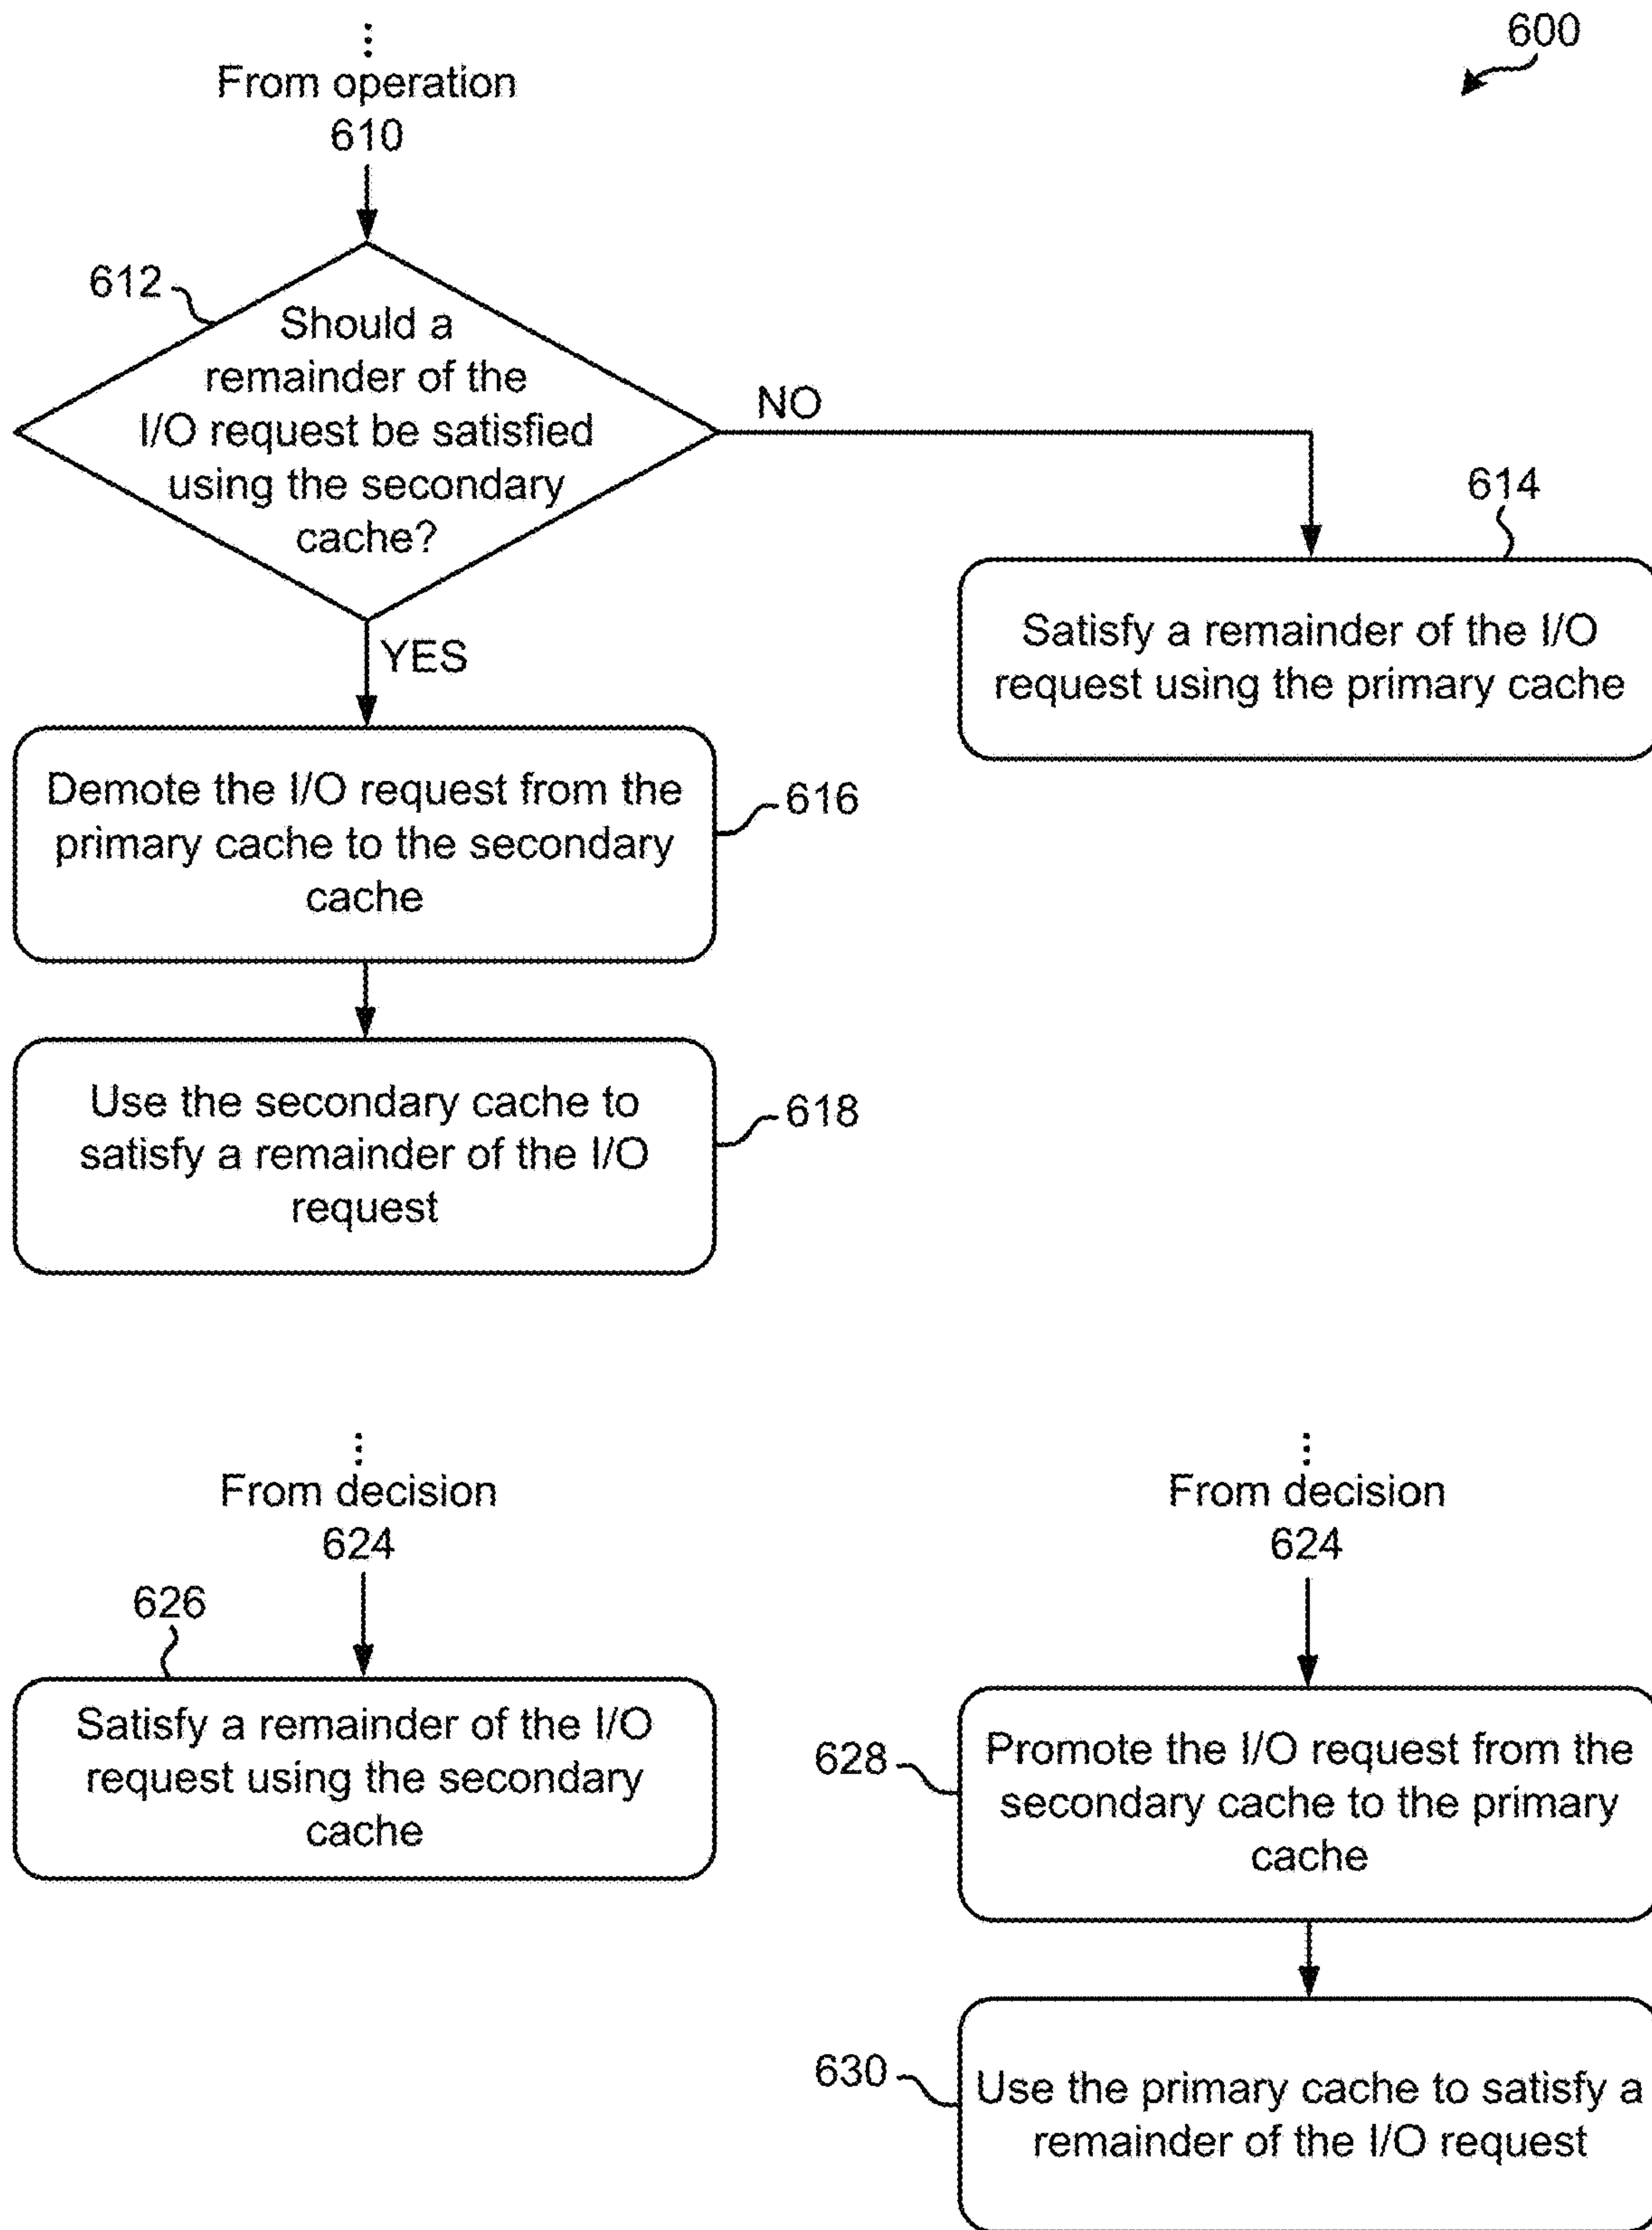 600
From operation
610
612
Should a
remainder of the
I/O request be satisfied
using the secondary
cache?
NO
614
Satisfy a remainder of the I/O
request using the primary cache
YES
Demote the I/O request from the
primary cache to the secondary
cache
616
Use the secondary cache to
satisfy a remainder of the I/O
request
618
From decision
624
626
Satisfy a remainder of the I/O
request using the secondary
cache
From decision
624
628
Promote the I/O request from the
secondary cache to the primary
cache
630
Use the primary cache to satisfy a
remainder of the I/O request